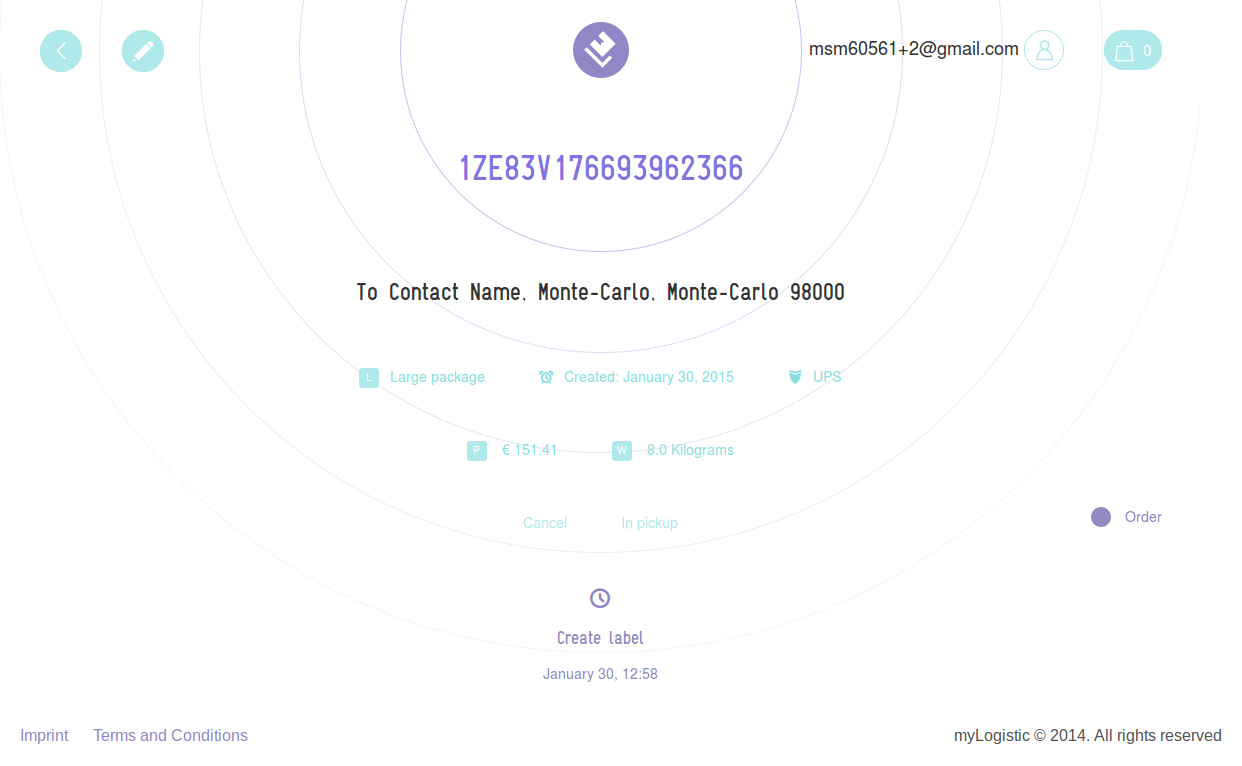 msm60561+2@gmail.com
0
1ZE83V176693962366
To Contact Name, Monte-Carlo, Monte-Carlo 98000
L Large package Created: January 30, 2015 UPS
P € 151.41 W 8.0 Kilograms
Cancel In pickup
Order
Create label
January 30, 12:58
Imprint Terms and Conditions myLogistic © 2014. All rights reserved